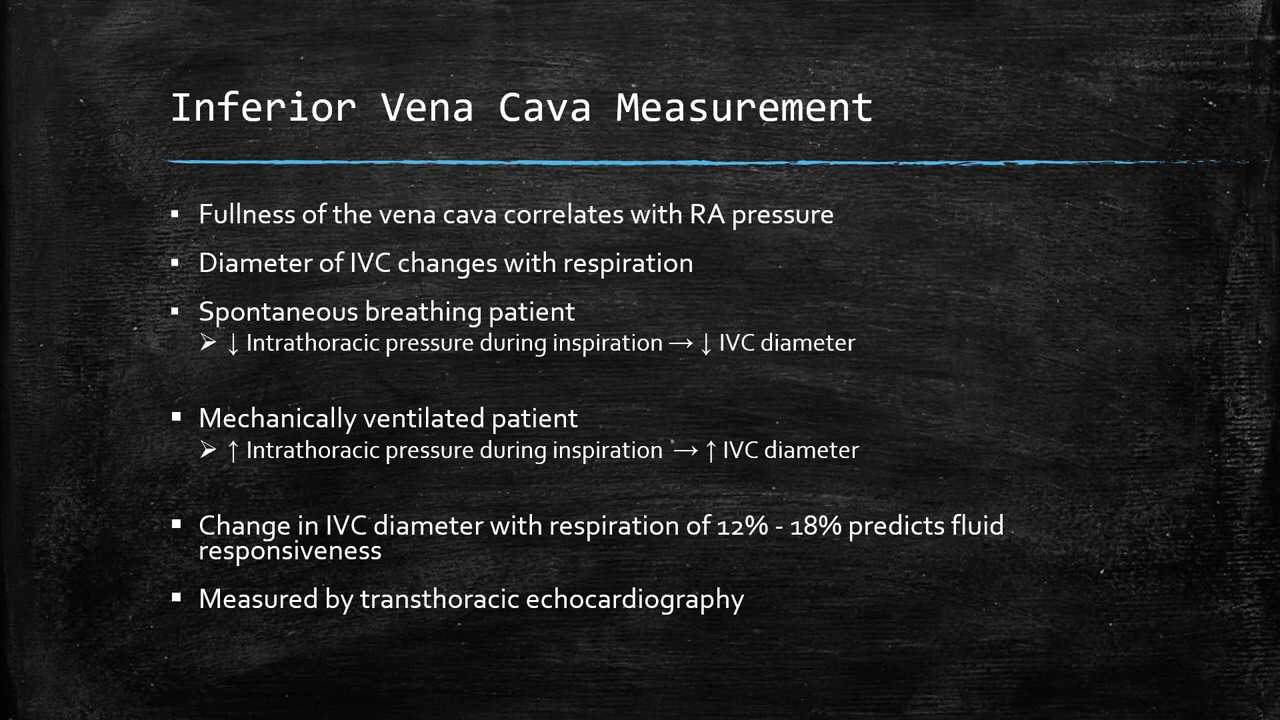 Inferior Vena Cava Measurement
▪ Fullness of the vena cava correlates with RA pressure
▪ Diameter of IVC changes with respiration
▪ Spontaneous breathing patient
➢ ↓ Intrathoracic pressure during inspiration → ↓ IVC diameter
▪ Mechanically ventilated patient
➢ ↑ Intrathoracic pressure during inspiration → ↑ IVC diameter
▪ Change in IVC diameter with respiration of 12% - 18% predicts fluid
responsiveness
▪ Measured by transthoracic echocardiography